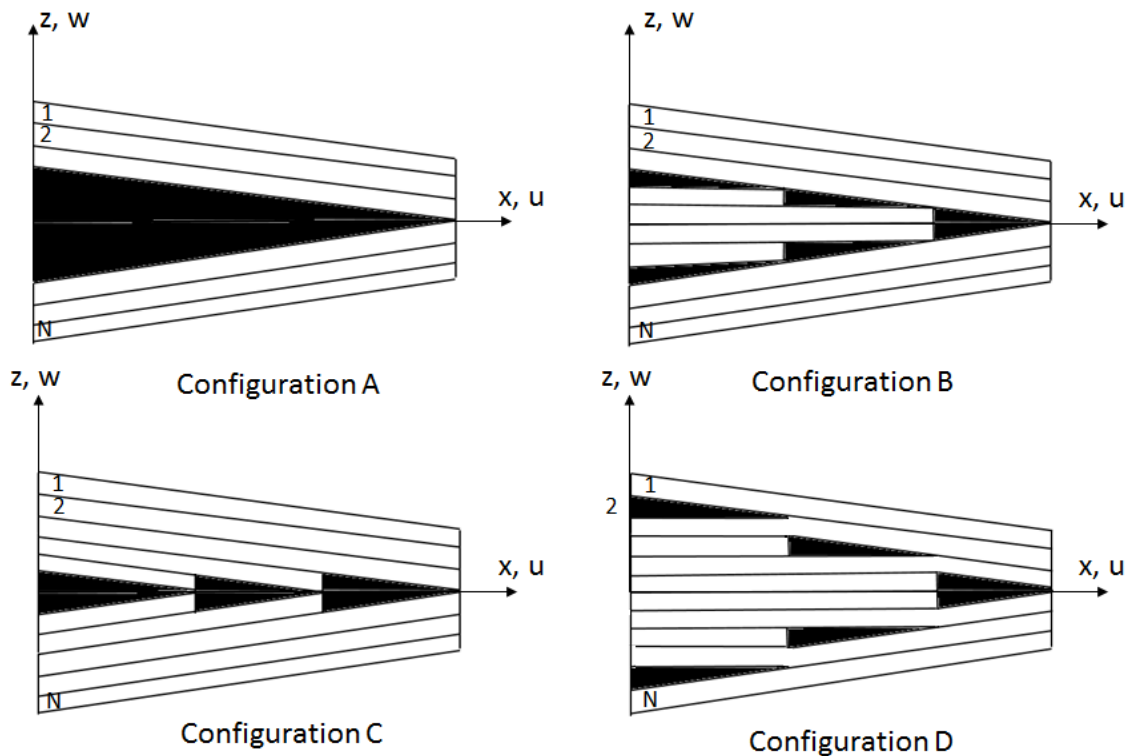 z, w
1
2
x, u
N
Configuration A
z, w
1
2
x, u
N
Configuration B
z, w
1
2
x, u
N
Configuration C
z, w
1
2
x, u
N
Configuration D